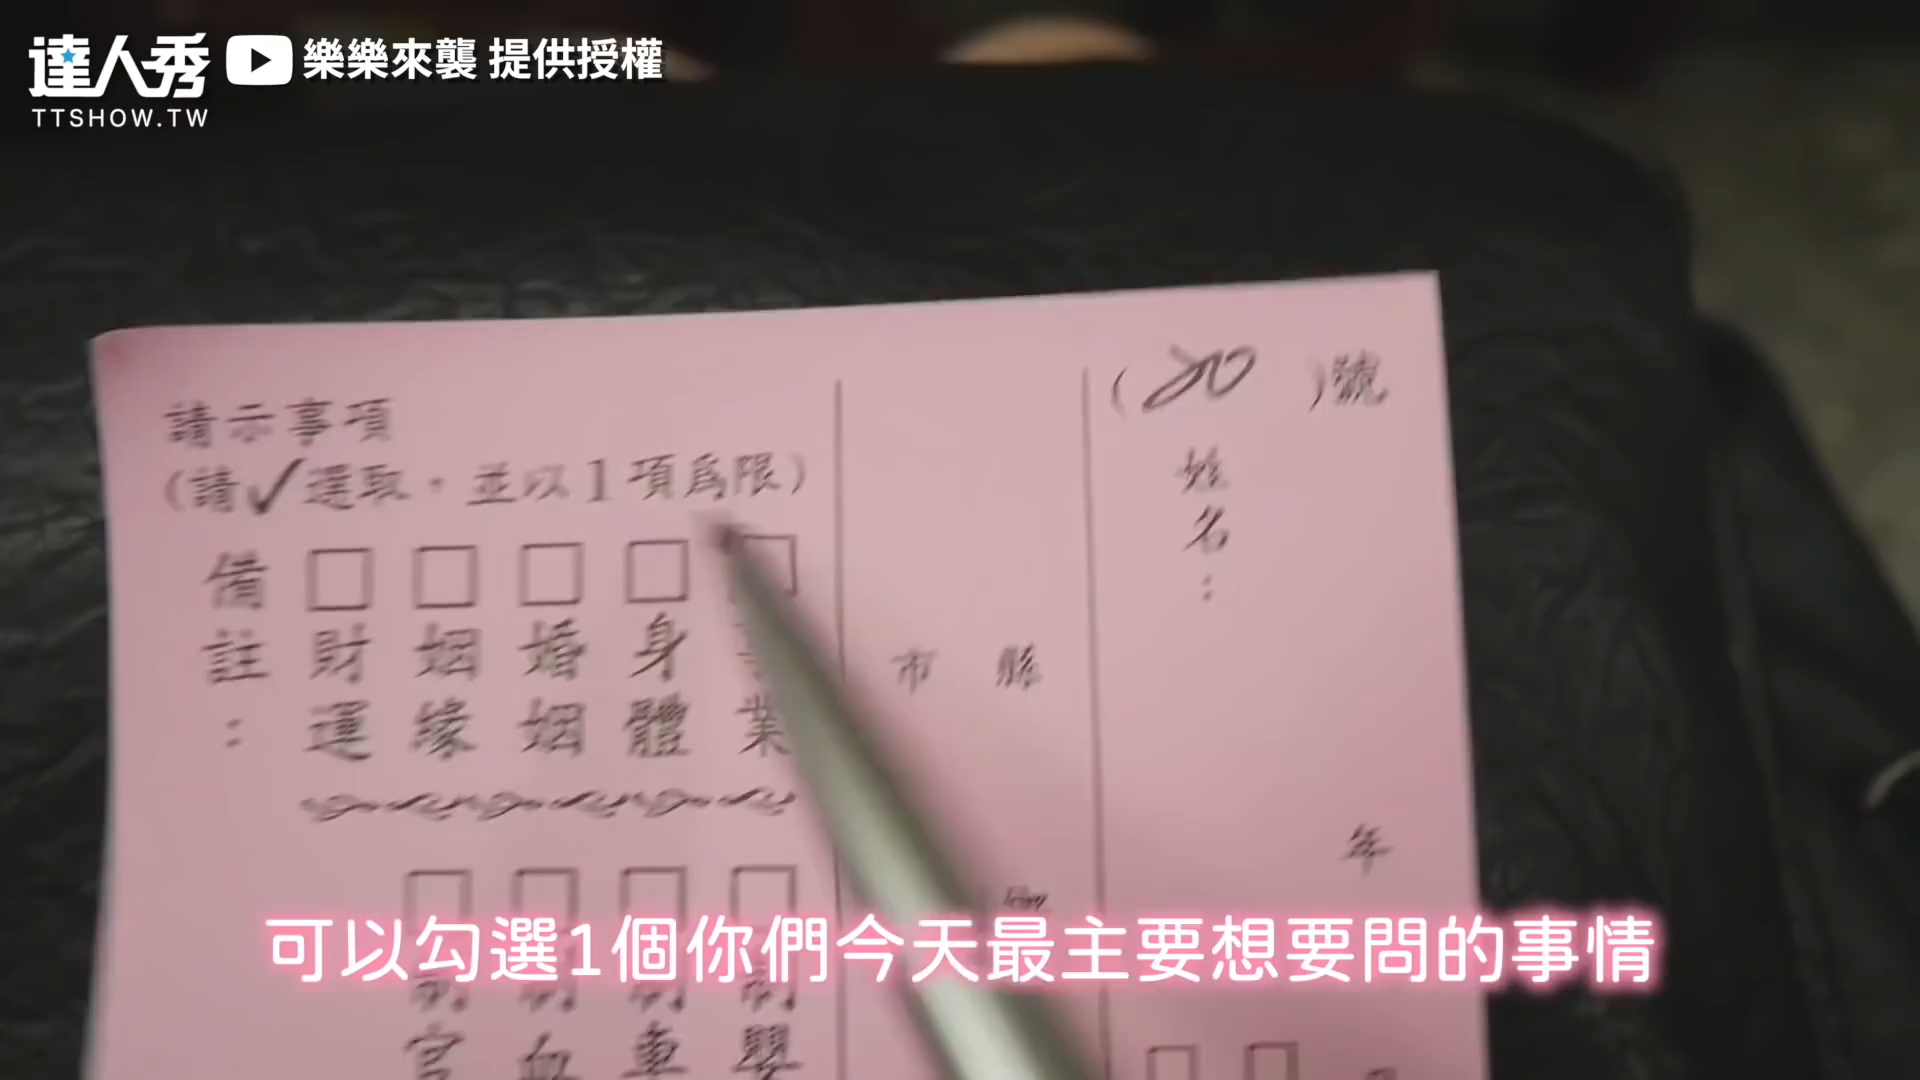 達人秀
TTSHOW.TW
樂樂來襲 提供授權
(20)號
姓名：
年
縣
市
請示事項
(請✓選取，並以1項為限)
業
□身體
□婚姻
□姻緣
□財運
備註：
可以勾選1個你們今天最主要想要問的事情